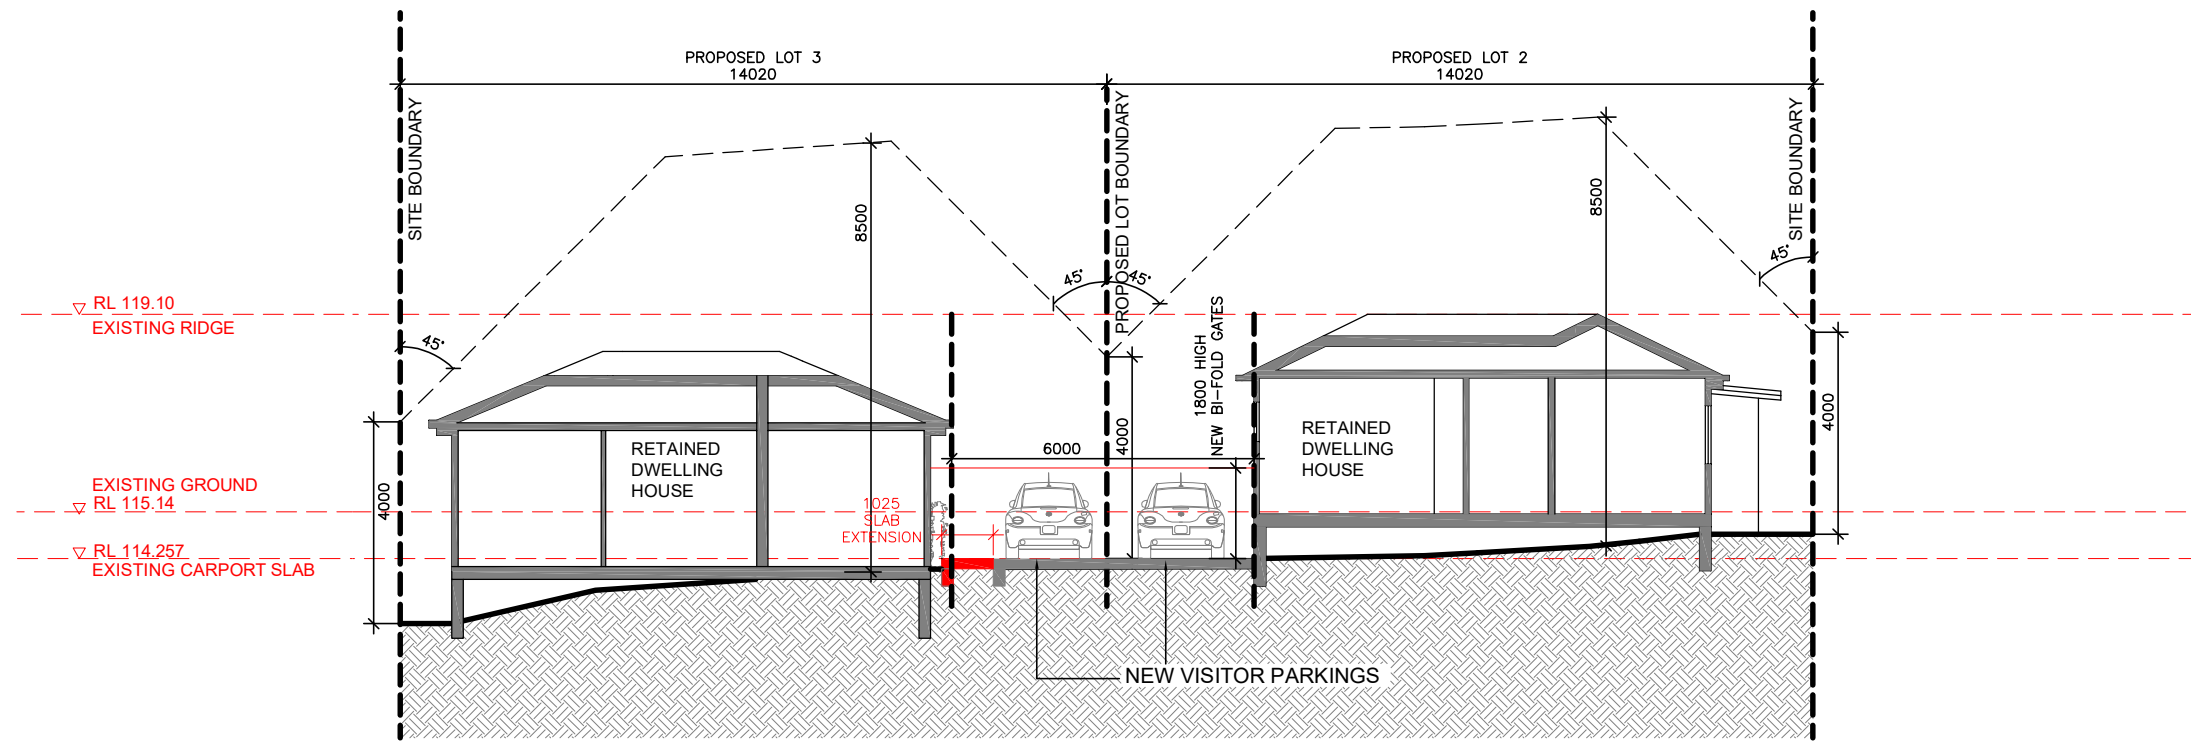 PROPOSED LOT 3
14020
PROPOSED LOT 2
14020
SITE BOUNDARY
PROPOSED LOT BOUNDARY
SITE BOUNDARY
8500
8500
45°
45°
45°
45°
RL 119.10
EXISTING RIDGE
1800 HIGH
NEW BI-FOLD GATES
4000
4000
4000
6000
RETAINED
DWELLING
HOUSE
RETAINED
DWELLING
HOUSE
EXISTING GROUND
RL 115.14
1025
SLAB
EXTENSION
RL 114.257
EXISTING CARPORT SLAB
NEW VISITOR PARKINGS